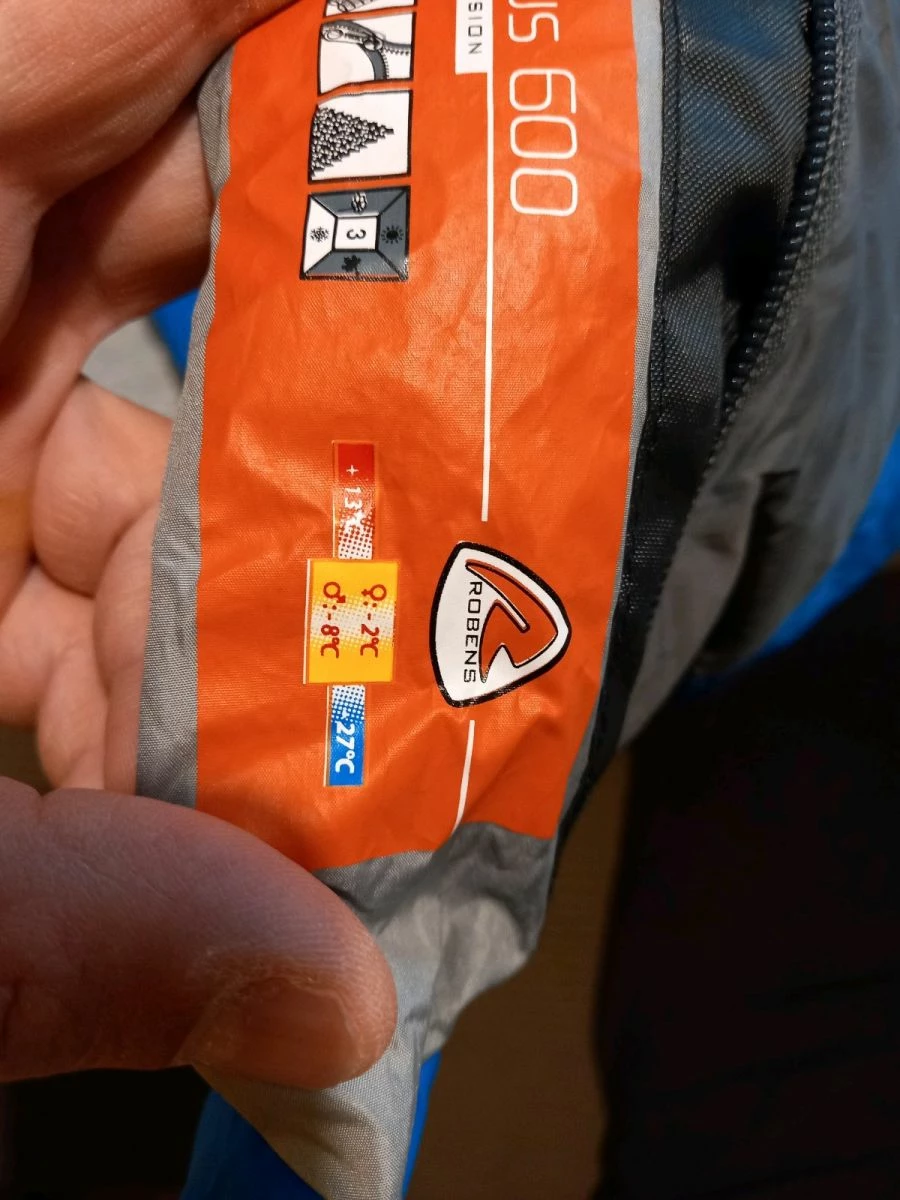 US 600
SION
3
+ 13°C
♀:- 2°C
♂:- 8°C
- 27°C
ROBENS